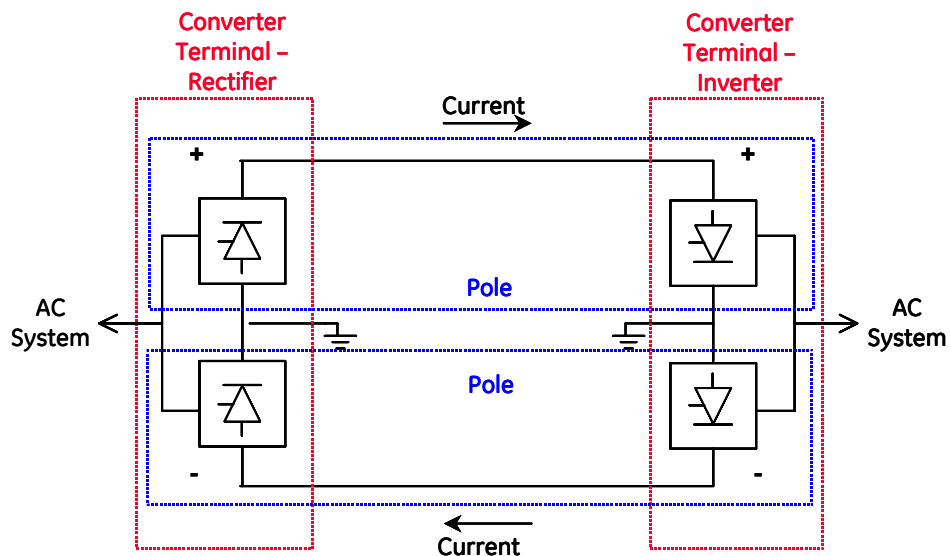 Converter
Terminal –
Rectifier
Converter
Terminal –
Inverter
Current
+
+
Pole
AC
System
AC
System
Pole
-
-
Current